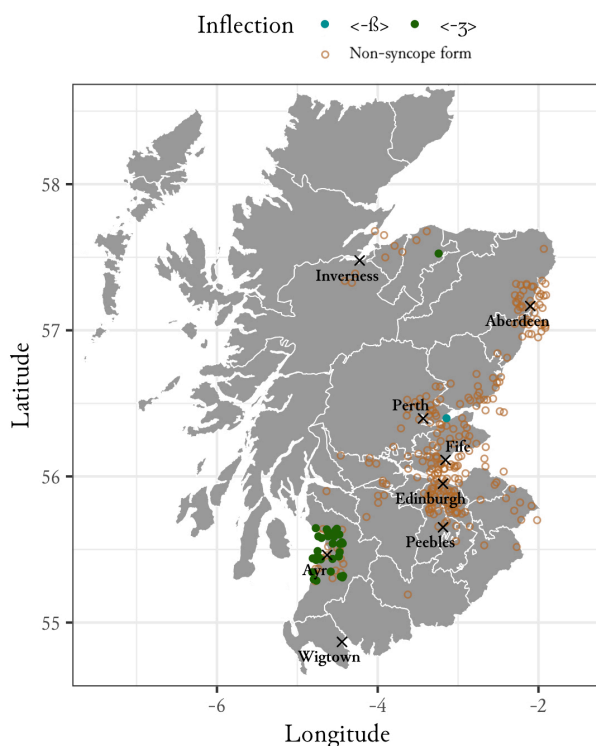 Inflection <-ß> <-ʒ>
Non-syncope form
58
57
56
55
Latitude
Inverness
Aberdeen
Perth
Fife
Edinburgh
Peebles
Ayr
Wigtown
-6 -4 -2
Longitude